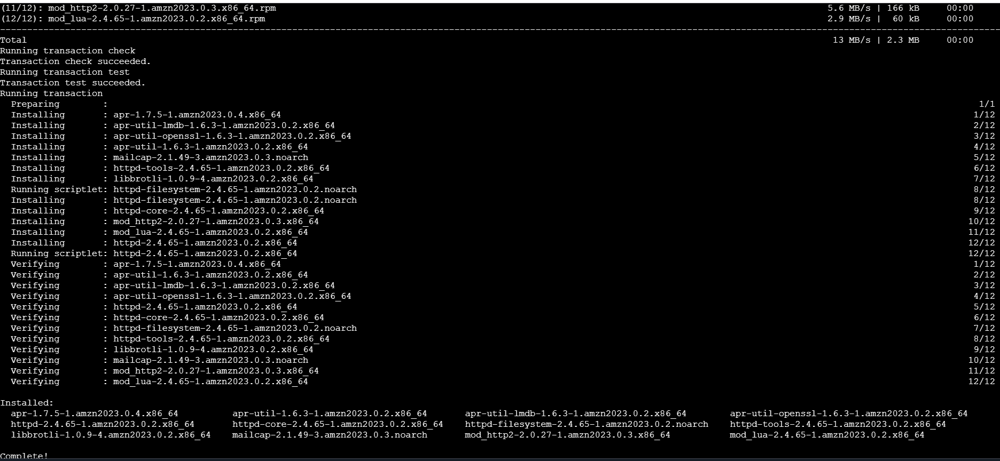 (11/12): mod_http2-2.0.27-1.amzn2023.0.3.x86_64.rpm 5.6 MB/s | 166 kB 00:00
(12/12): mod_lua-2.4.65-1.amzn2023.0.2.x86_64.rpm 2.9 MB/s | 60 kB 00:00
--------------------------------------------------------------------------------
Total 13 MB/s | 2.3 MB 00:00
Running transaction check
Transaction check succeeded.
Running transaction test
Transaction test succeeded.
Running transaction
Preparing : 1/1
Installing : apr-1.7.5-1.amzn2023.0.4.x86_64 1/12
Installing : apr-util-lmdb-1.6.3-1.amzn2023.0.2.x86_64 2/12
Installing : apr-util-openssl-1.6.3-1.amzn2023.0.2.x86_64 3/12
Installing : apr-util-1.6.3-1.amzn2023.0.2.x86_64 4/12
Installing : mailcap-2.1.49-3.amzn2023.0.3.noarch 5/12
Installing : httpd-tools-2.4.65-1.amzn2023.0.2.x86_64 6/12
Installing : libbrotli-1.0.9-4.amzn2023.0.2.x86_64 7/12
Running scriptlet: httpd-filesystem-2.4.65-1.amzn2023.0.2.noarch 8/12
Installing : httpd-filesystem-2.4.65-1.amzn2023.0.2.noarch 8/12
Installing : httpd-core-2.4.65-1.amzn2023.0.2.x86_64 9/12
Installing : mod_http2-2.0.27-1.amzn2023.0.3.x86_64 10/12
Installing : mod_lua-2.4.65-1.amzn2023.0.2.x86_64 11/12
Installing : httpd-2.4.65-1.amzn2023.0.2.x86_64 12/12
Running scriptlet: httpd-2.4.65-1.amzn2023.0.2.x86_64 12/12
Verifying : apr-1.7.5-1.amzn2023.0.4.x86_64 1/12
Verifying : apr-util-1.6.3-1.amzn2023.0.2.x86_64 2/12
Verifying : apr-util-lmdb-1.6.3-1.amzn2023.0.2.x86_64 3/12
Verifying : apr-util-openssl-1.6.3-1.amzn2023.0.2.x86_64 4/12
Verifying : httpd-2.4.65-1.amzn2023.0.2.x86_64 5/12
Verifying : httpd-core-2.4.65-1.amzn2023.0.2.x86_64 6/12
Verifying : httpd-filesystem-2.4.65-1.amzn2023.0.2.noarch 7/12
Verifying : httpd-tools-2.4.65-1.amzn2023.0.2.x86_64 8/12
Verifying : libbrotli-1.0.9-4.amzn2023.0.2.x86_64 9/12
Verifying : mailcap-2.1.49-3.amzn2023.0.3.noarch 10/12
Verifying : mod_http2-2.0.27-1.amzn2023.0.3.x86_64 11/12
Verifying : mod_lua-2.4.65-1.amzn2023.0.2.x86_64 12/12
Installed:
apr-1.7.5-1.amzn2023.0.4.x86_64 apr-util-1.6.3-1.amzn2023.0.2.x86_64 apr-util-lmdb-1.6.3-1.amzn2023.0.2.x86_64 apr-util-openssl-1.6.3-1.amzn2023.0.2.x86_64
httpd-2.4.65-1.amzn2023.0.2.x86_64 httpd-core-2.4.65-1.amzn2023.0.2.x86_64 httpd-filesystem-2.4.65-1.amzn2023.0.2.noarch httpd-tools-2.4.65-1.amzn2023.0.2.x86_64
libbrotli-1.0.9-4.amzn2023.0.2.x86_64 mailcap-2.1.49-3.amzn2023.0.3.noarch mod_http2-2.0.27-1.amzn2023.0.3.x86_64 mod_lua-2.4.65-1.amzn2023.0.2.x86_64
Complete!